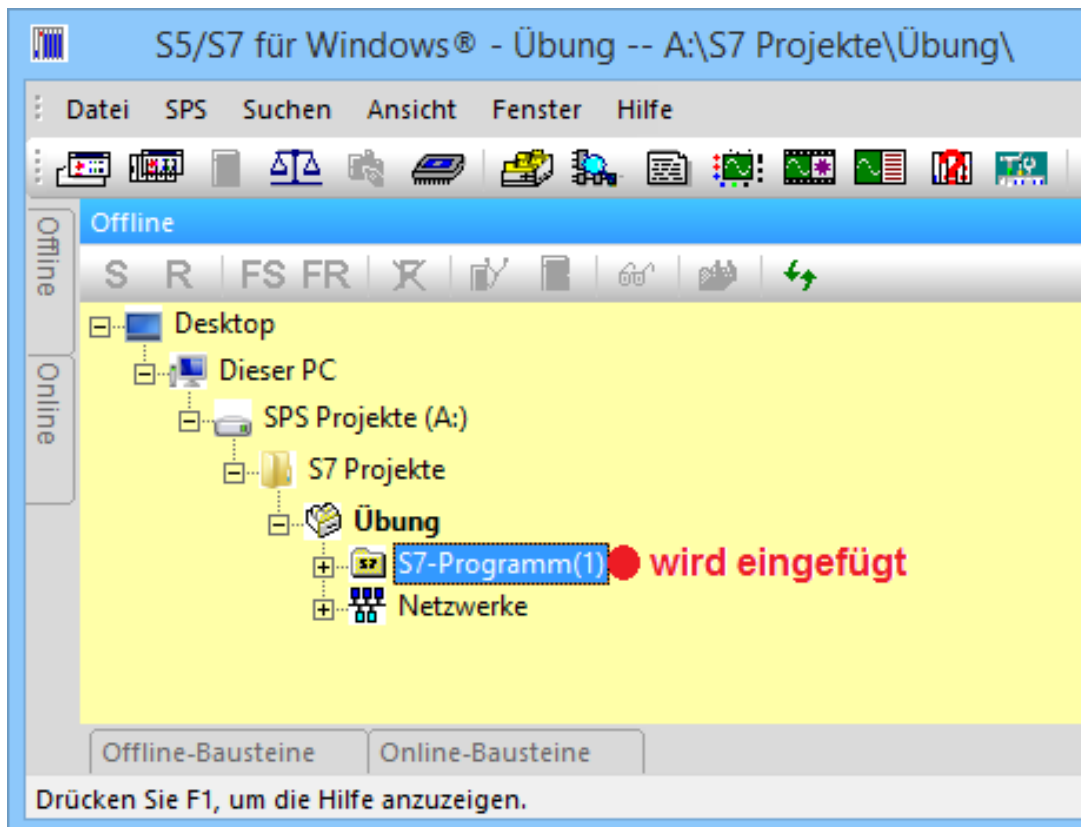 S5/S7 für Windows® - Übung -- A:\S7 Projekte\Übung\
Datei SPS Suchen Ansicht Fenster Hilfe
Offline
Offline
S R FS FR
Desktop
Dieser PC
Online
SPS Projekte (A:)
S7 Projekte
Übung
S7-Programm(1) wird eingefügt
Netzwerke
Offline-Bausteine Online-Bausteine
Drücken Sie F1, um die Hilfe anzuzeigen.